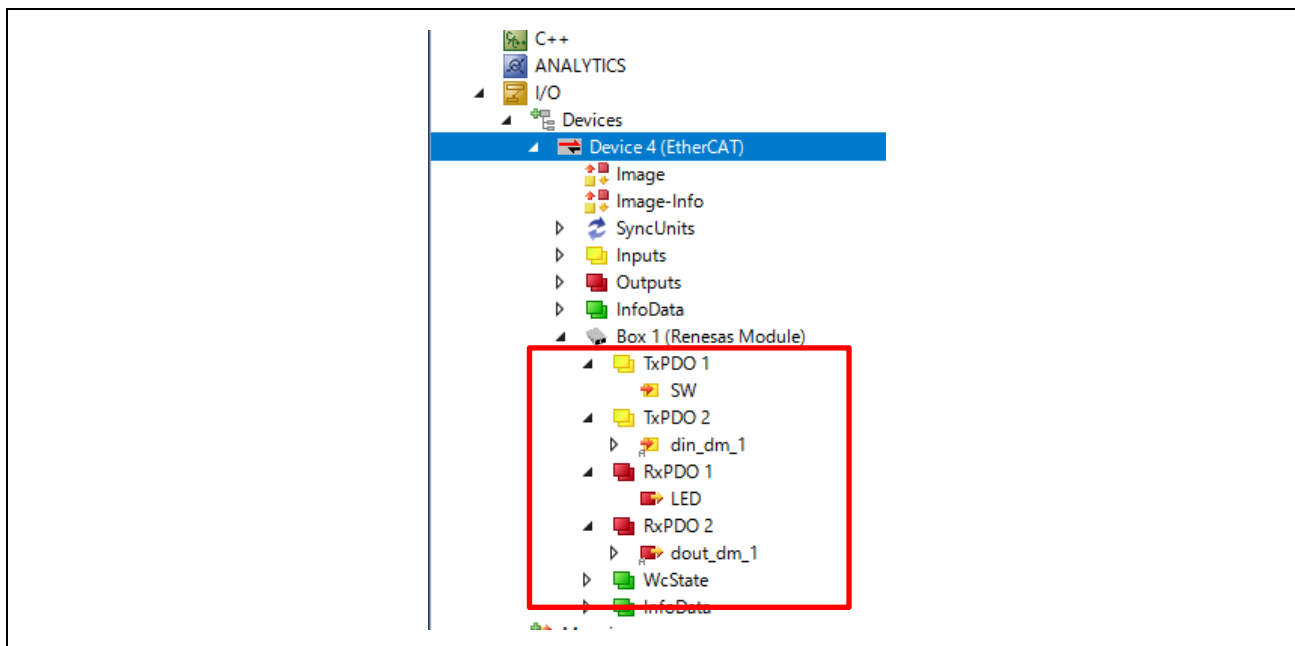 C++
ANALYTICS
I/O
Devices
Device 4 (EtherCAT)
Image
Image-Info
SyncUnits
Inputs
Outputs
InfoData
Box 1 (Renesas Module)
TxPDO 1
SW
TxPDO 2
din_dm_1
RxPDO 1
LED
RxPDO 2
dout_dm_1
WcState
InfoData